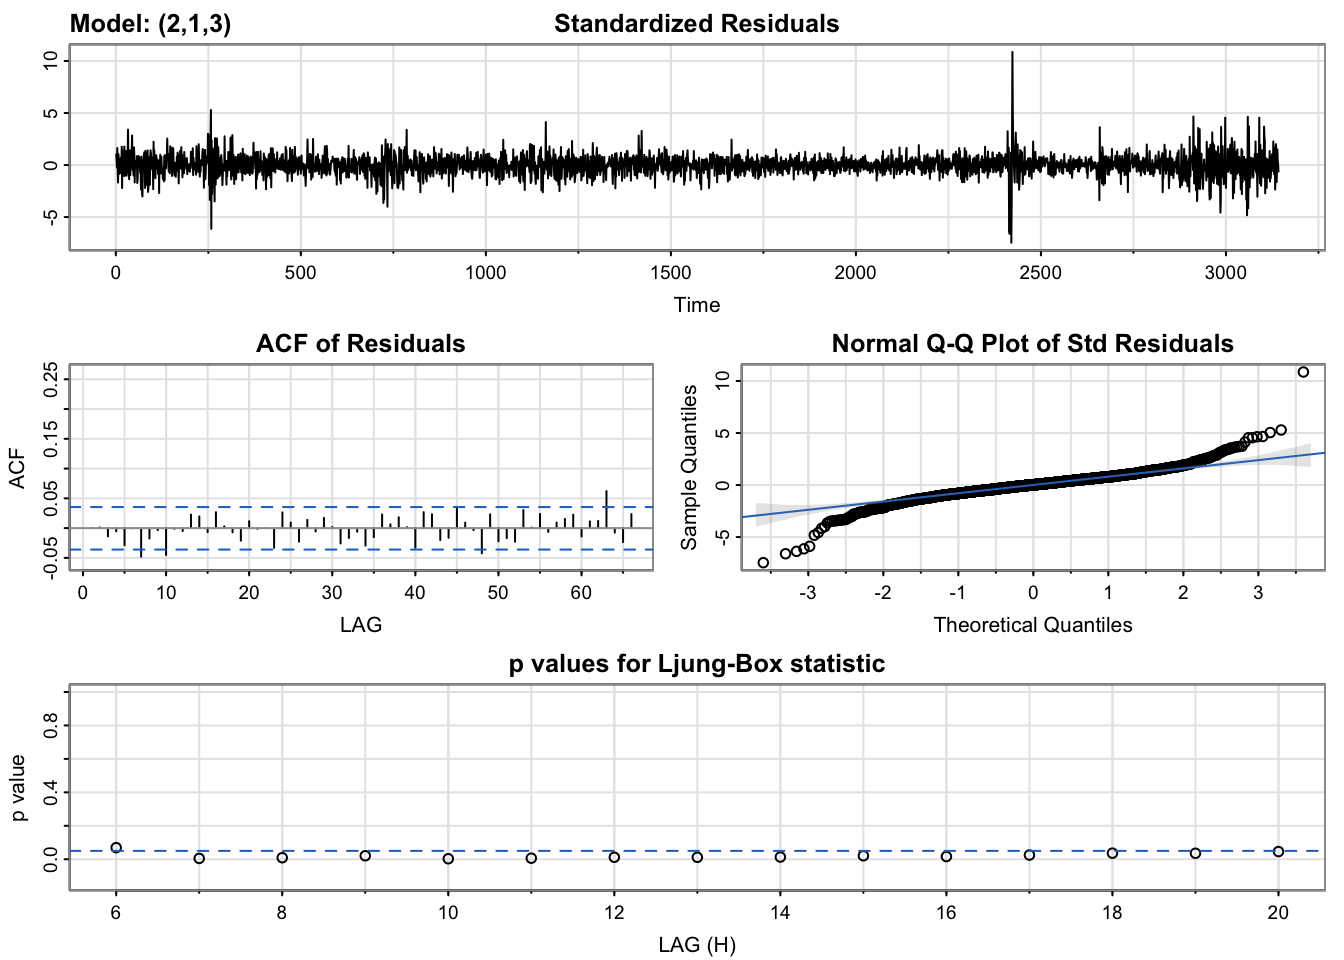 Model: (2,1,3) Standardized Residuals
10
5
0
-5
0 500 1000 1500 2000 2500 3000
Time
ACF of Residuals
ACF
0.25
0.15
0.05
-0.05
0 10 20 30 40 50 60
LAG
Normal Q-Q Plot of Std Residuals
Sample Quantiles
10
5
0
-5
-3 -2 -1 0 1 2 3
Theoretical Quantiles
p values for Ljung-Box statistic
p value
0.8
0.4
0.0
6 8 10 12 14 16 18 20
LAG (H)